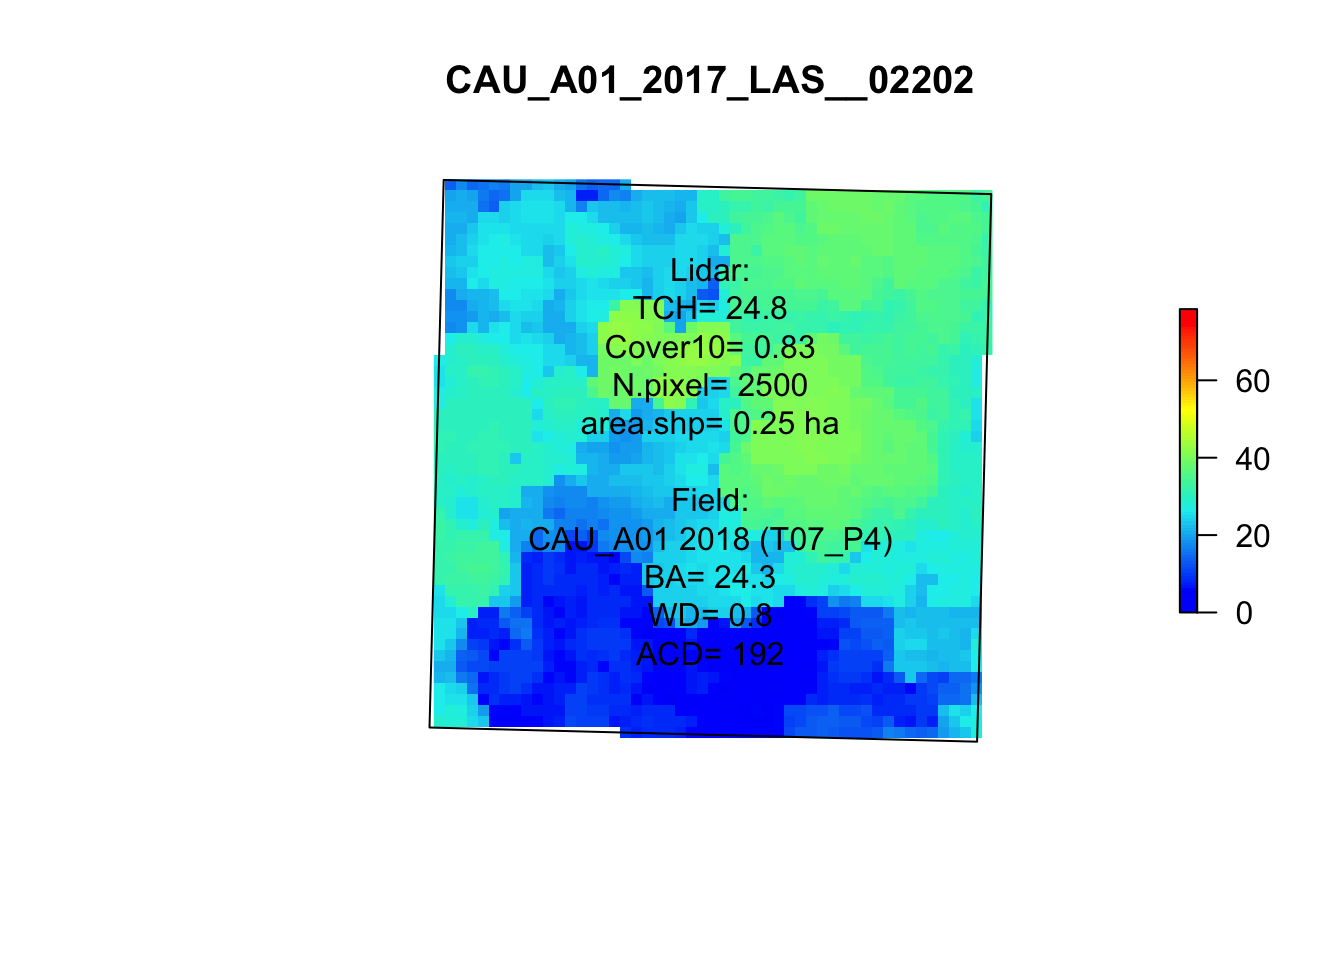 CAU_A01_2017_LAS__02202
Lidar:
TCH= 24.8
Cover10= 0.83
N.pixel= 2500
area.shp= 0.25 ha
Field:
CAU_A01 2018 (T07_P4)
BA= 24.3
WD= 0.8
ACD= 192
60
40
20
0